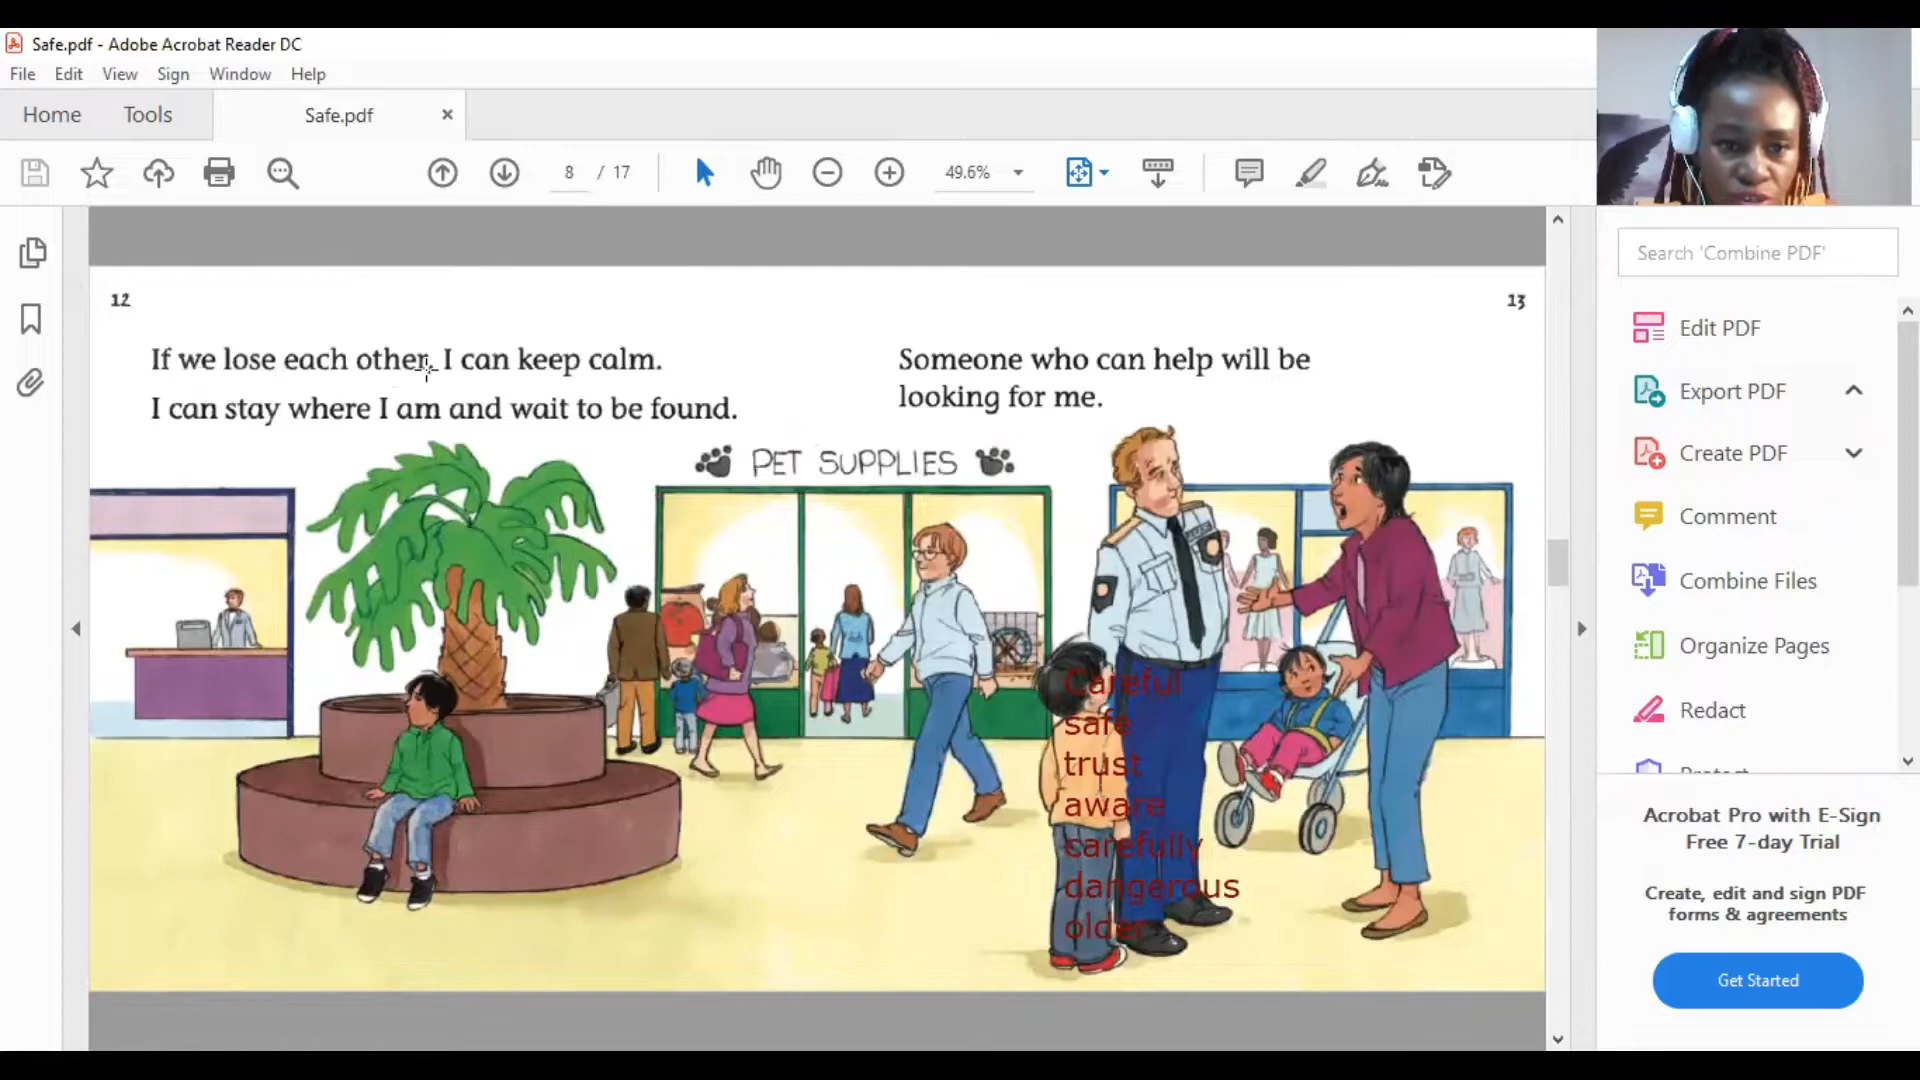 Safe.pdf - Adobe Acrobat Reader DC
File Edit View Sign Window Help
Home Tools Safe.pdf
8 / 17 49.6%
Search 'Combine PDF'
Edit PDF
Export PDF
Create PDF
Comment
Combine Files
Organize Pages
Redact
Acrobat Pro with E-Sign
Free 7-day Trial
Create, edit and sign PDF
forms & agreements
Get Started
12
If we lose each other, I can keep calm.
I can stay where I am and wait to be found.
13
Someone who can help will be
looking for me.
PET SUPPLIES
Careful
safe
trust
aware
carefully
dangerous
older